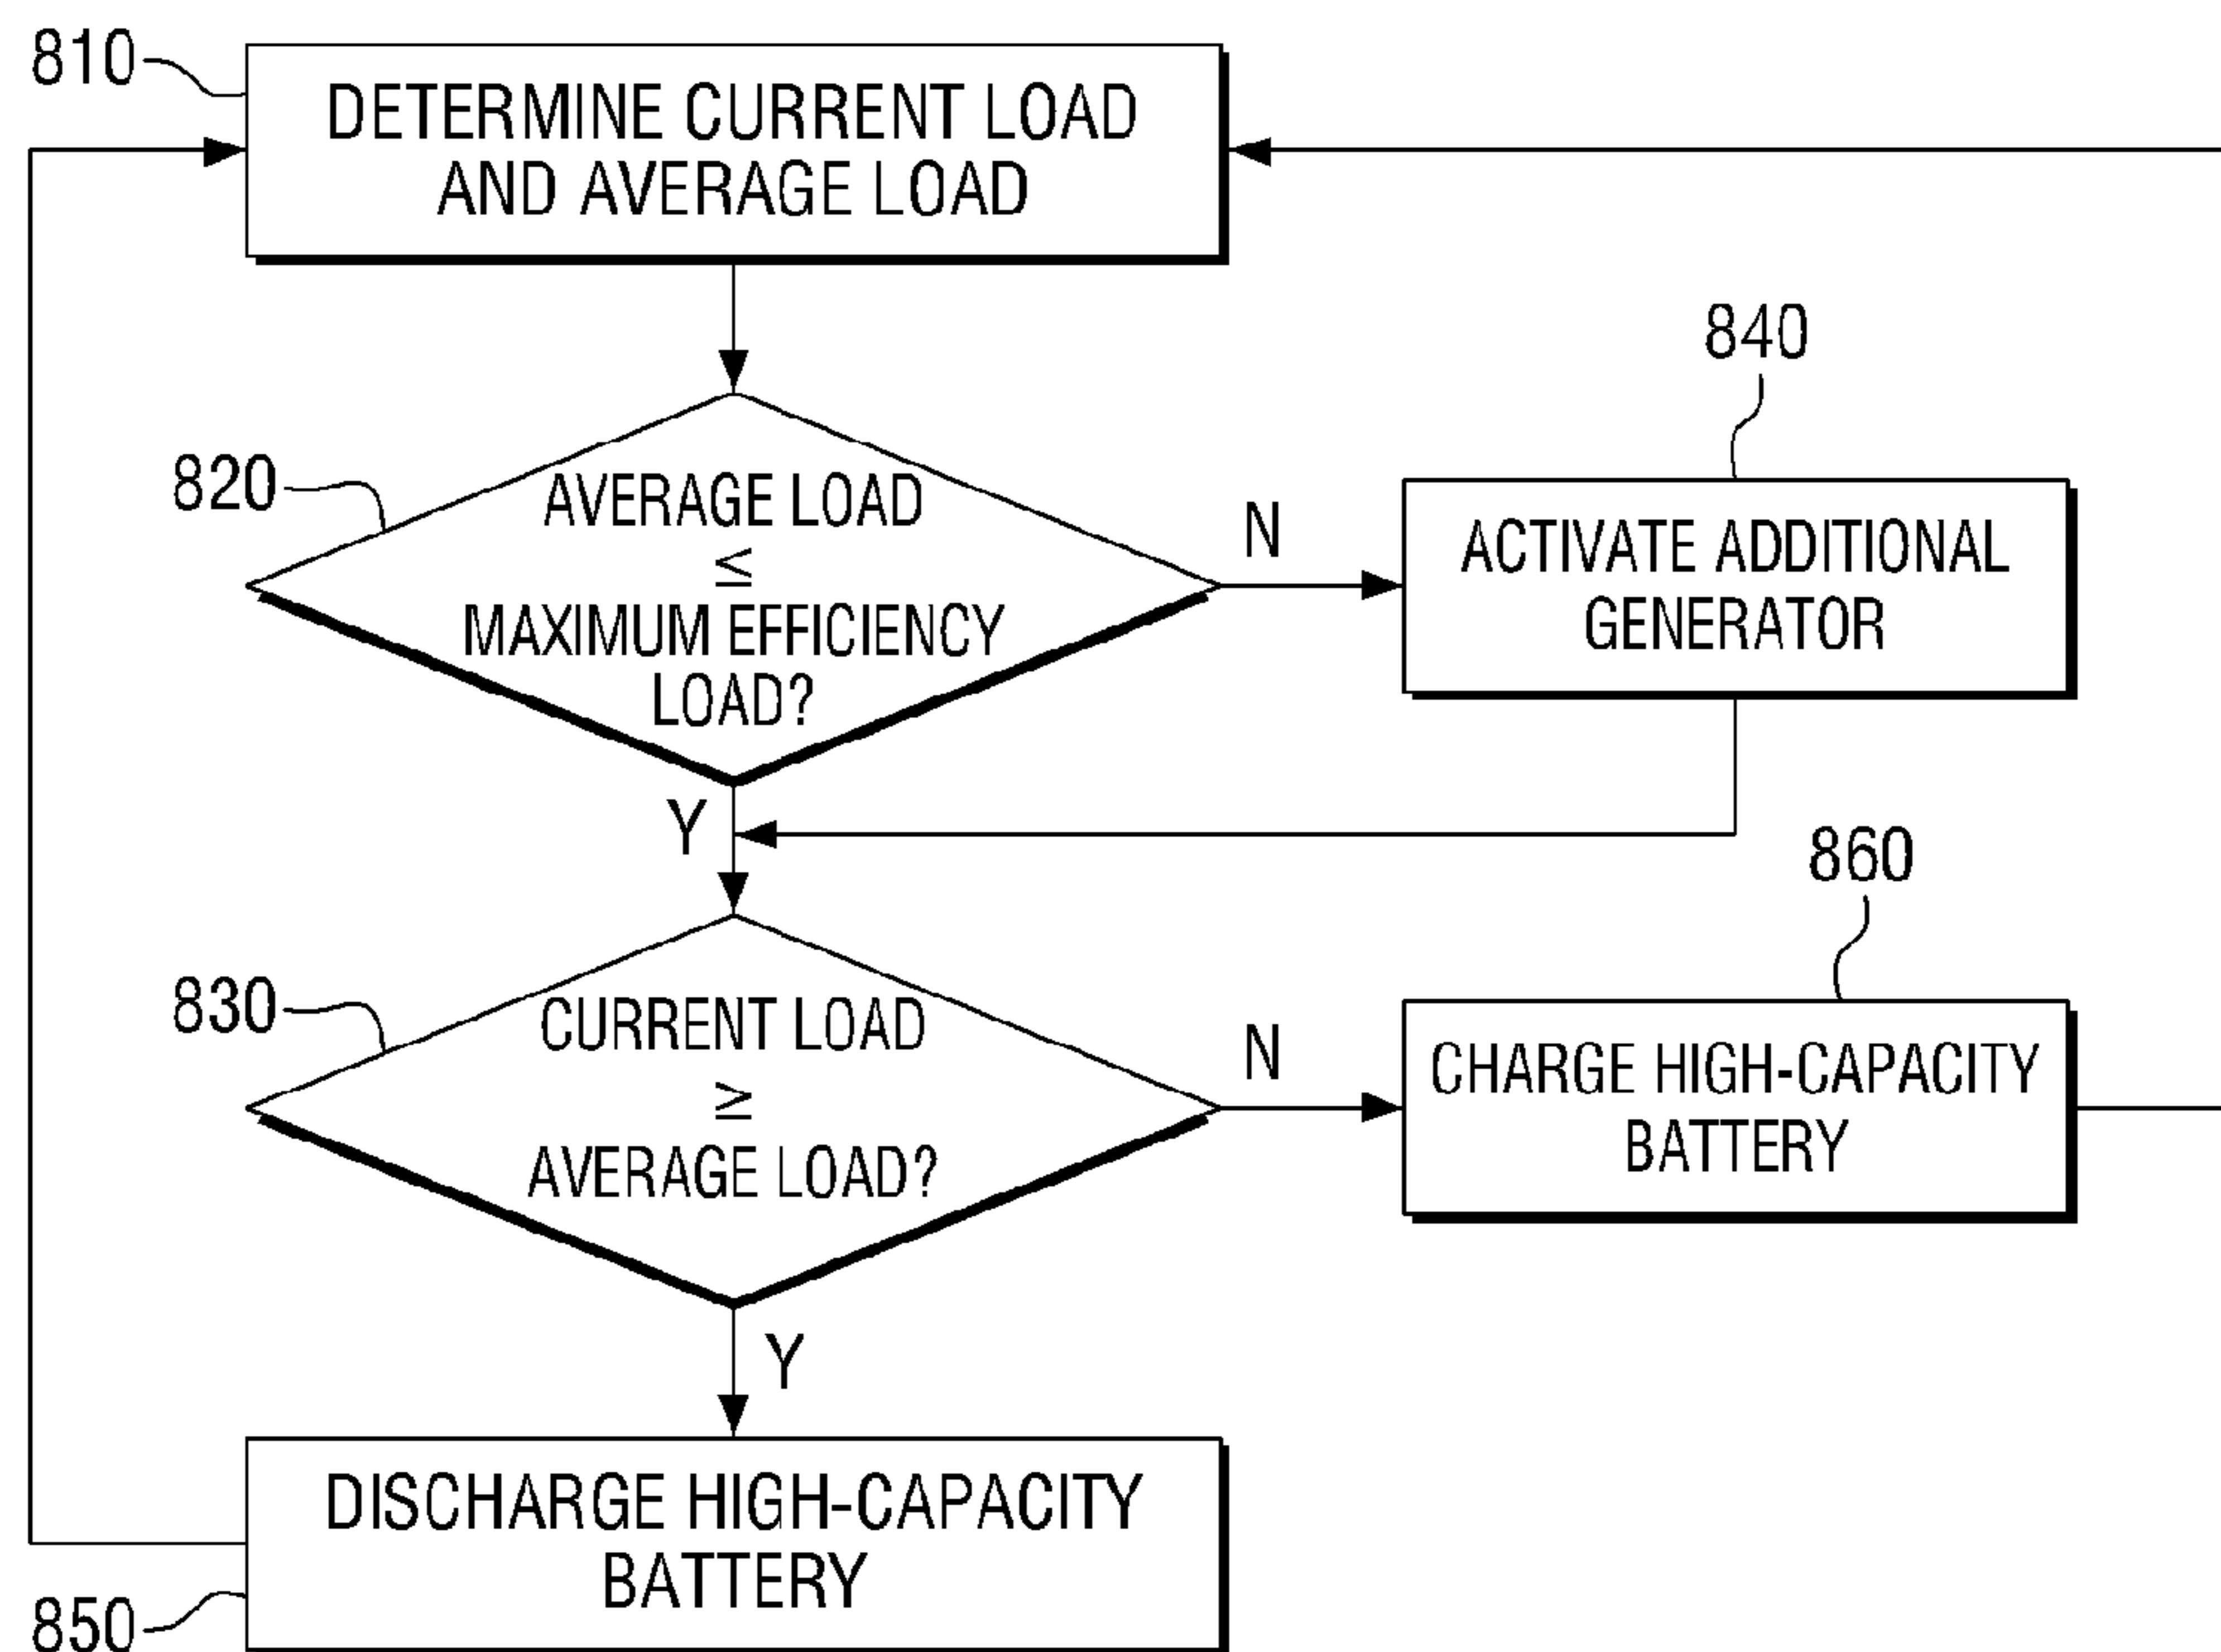 810
DETERMINE CURRENT LOAD
AND AVERAGE LOAD
840
820
AVERAGE LOAD
≤
MAXIMUM EFFICIENCY
LOAD?
N
ACTIVATE ADDITIONAL
GENERATOR
Y
860
830
CURRENT LOAD
≥
AVERAGE LOAD?
N
CHARGE HIGH-CAPACITY
BATTERY
Y
DISCHARGE HIGH-CAPACITY
BATTERY
850